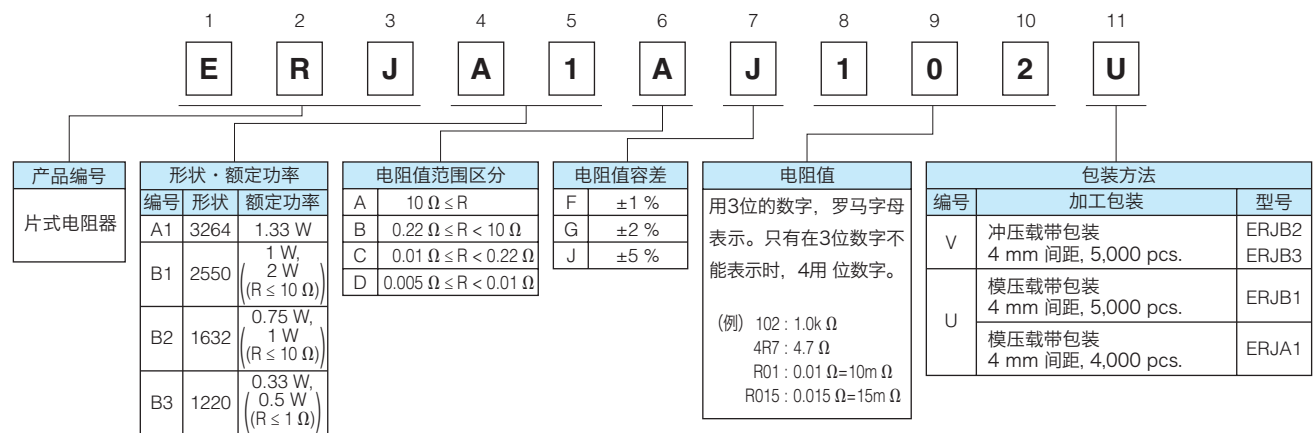 1 2 3 4 5 6 7 8 9 10 11
E R J A 1 A J 1 0 2 U
产品编号
片式电阻器
形状・额定功率
编号 形状 额定功率
A1 3264 1.33 W
B1 2550 1 W,
2 W
(R ≤ 10 Ω)
B2 1632 0.75 W,
1 W
(R ≤ 10 Ω)
B3 1220 0.33 W,
0.5 W
(R ≤ 1 Ω)
电阻值范围区分
A 10 Ω ≤ R
B 0.22 Ω ≤ R < 10 Ω
C 0.01 Ω ≤ R < 0.22 Ω
D 0.005 Ω ≤ R < 0.01 Ω
电阻值容差
F ±1 %
G ±2 %
J ±5 %
电阻值
用3位的数字，罗马字母
表示。只有在3位数字不
能表示时，4用 位数字。
(例) 102 : 1.0k Ω
4R7 : 4.7 Ω
R01 : 0.01 Ω=10m Ω
R015 : 0.015 Ω=15m Ω
包装方法
编号 加工包装 型号
V 冲压载带包装
4 mm 间距, 5,000 pcs.
ERJB2
ERJB3
U 模压载带包装
4 mm 间距, 5,000 pcs.
ERJB1
模压载带包装
4 mm 间距, 4,000 pcs.
ERJA1